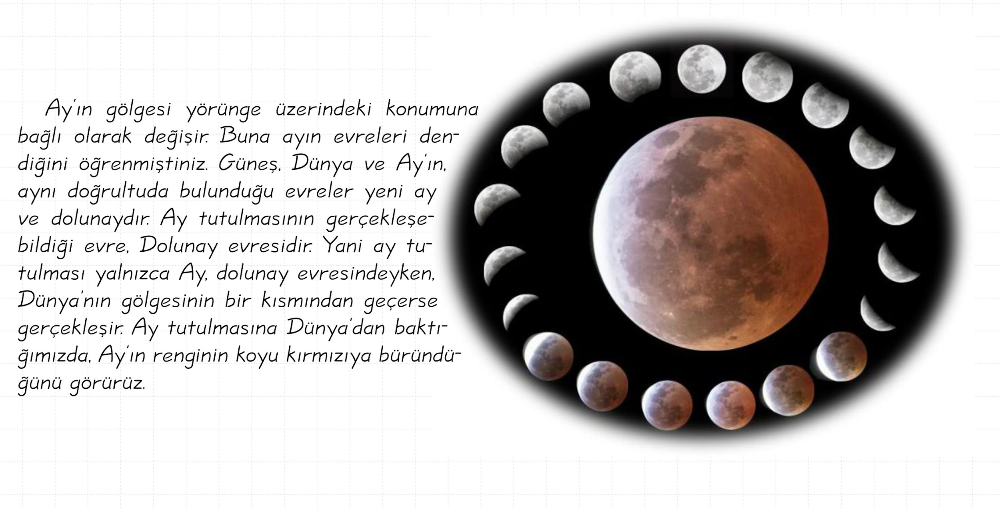 Ay'ın gölgesi yörünge üzerindeki konumuna
bağlı olarak değişir. Buna ayın evreleri den-
diğini öğrenmiştiniz. Güneş, Dünya ve Ay'ın,
aynı doğrultuda bulunduğu evreler yeni ay
ve dolunaydır. Ay tutulmasının gerçekleşe-
bildiği evre, Dolunay evresidir. Yani ay tu-
tulması yalnızca Ay, dolunay evresindeyken,
Dünya'nın gölgesinin bir kısmından geçerse
gerçekleşir. Ay tutulmasına Dünya'dan baktı-
ğımızda, Ay'ın renginin koyu kırmızıya büründü-
ğünü görürüz.